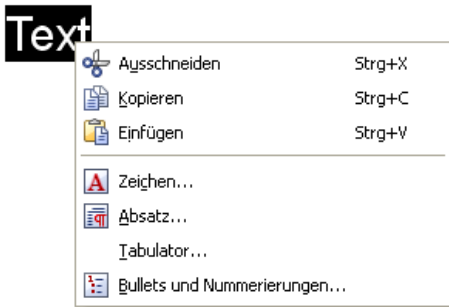 Text
Ausschneiden Strg+X
Kopieren Strg+C
Einfügen Strg+V
Zeichen...
Absatz...
Tabulator...
Bullets und Nummerierungen...